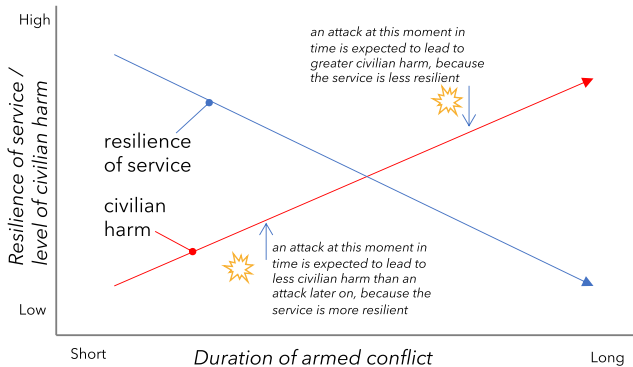 High
an attack at this moment in
time is expected to lead to
greater civilian harm, because
the service is less resilient
Resilience of service /
level of civilian harm
resilience
of service
civilian
harm
an attack at this moment in
time is expected to lead to
less civilian harm than an
attack later on, because the
service is more resilient
Low
Short
Duration of armed conflict
Long